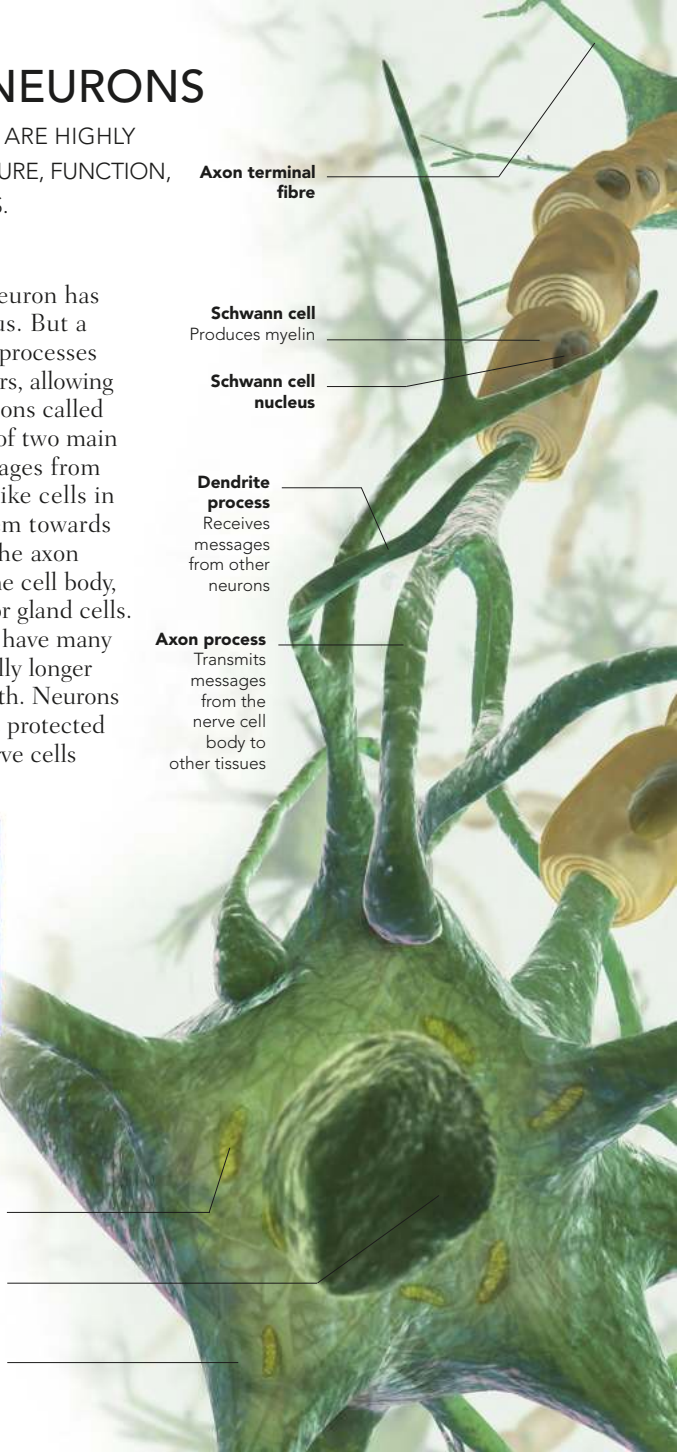 NEURONS
ARE HIGHLY
URE, FUNCTION,
S.
euron has
us. But a
processes
rs, allowing
ons called
of two main
ages from
ike cells in
m towards
he axon
he cell body,
or gland cells.
have many
lly longer
th. Neurons
protected
ve cells
Axon terminal
fibre
Schwann cell
Produces myelin
Schwann cell
nucleus
Dendrite
process
Receives
messages
from other
neurons
Axon process
Transmits
messages
from the
nerve cell
body to
other tissues